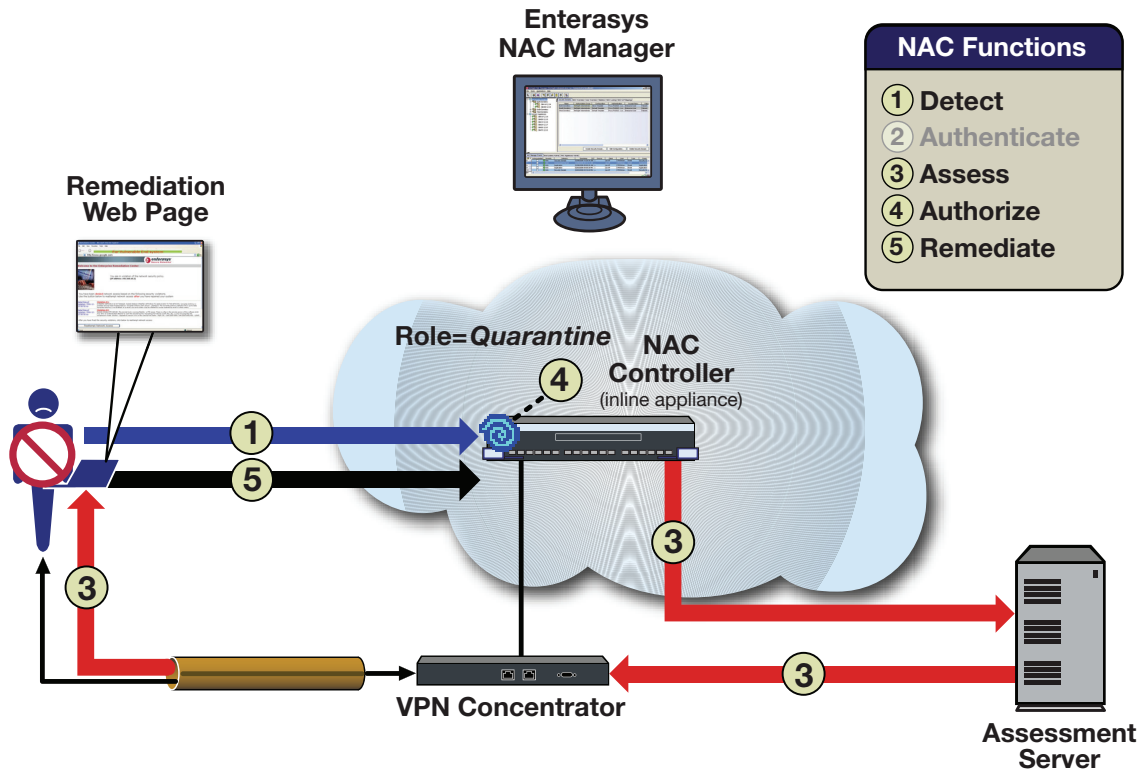 Enterasys
NAC Manager
NAC Functions
1 Detect
2 Authenticate
3 Assess
4 Authorize
5 Remediate
Remediation
Web Page
enterasys
Role=Quarantine
4
NAC
Controller
(inline appliance)
1
5
3
3
3
VPN Concentrator
Assessment
Server